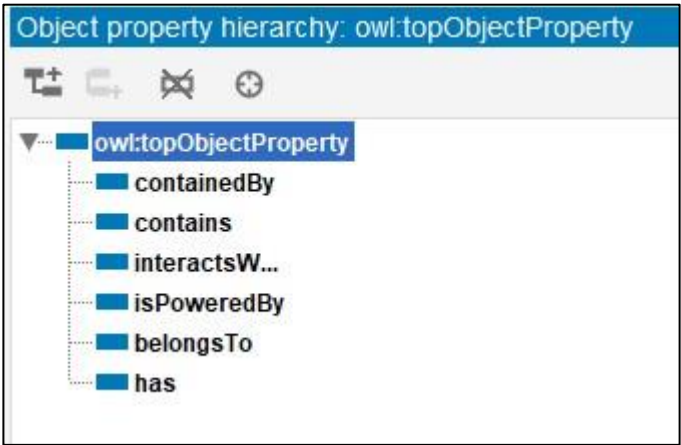 Object property hierarchy: owl:topObjectProperty
owl:topObjectProperty
containedBy
contains
interactsW...
isPoweredBy
belongsTo
has